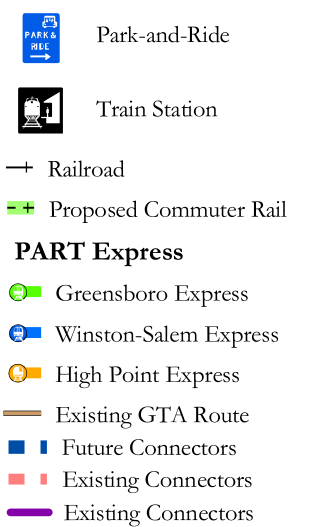 PARK &
RIDE
Park-and-Ride
Train Station
Railroad
Proposed Commuter Rail
PART Express
Greensboro Express
Winston-Salem Express
High Point Express
Existing GTA Route
Future Connectors
Existing Connectors
Existing Connectors